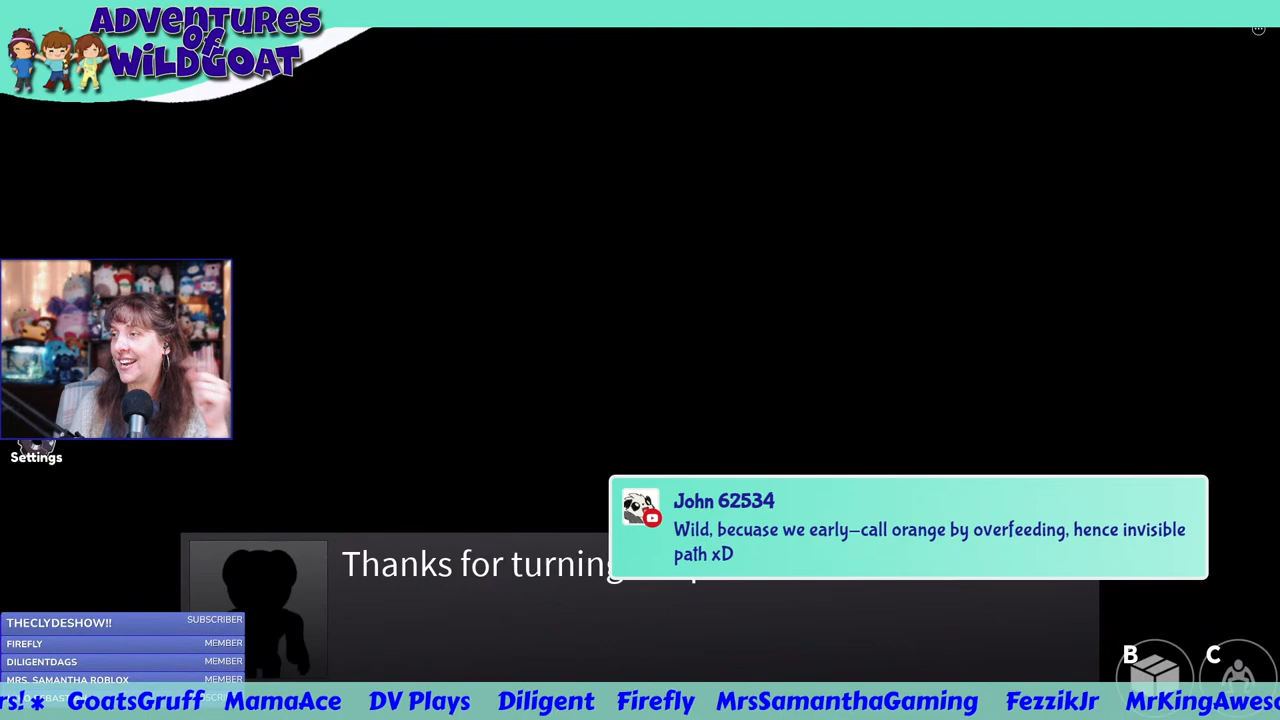 ADVENTURES
of
WiLDGOAT
Settings
John 62534
Wild, becuase we early-call orange by overfeeding, hence invisible
path xD
Thanks for turning
THECLYDESHOW!! SUBSCRIBER
FIREFLY MEMBER
DILIGENTDAGS MEMBER
MRS. SAMANTHA ROBLOX MEMBER
B C
rs! * GoatsGruff MamaAce DV Plays Diligent Firefly MrsSamanthaGaming FezzikJr MrKingAwes